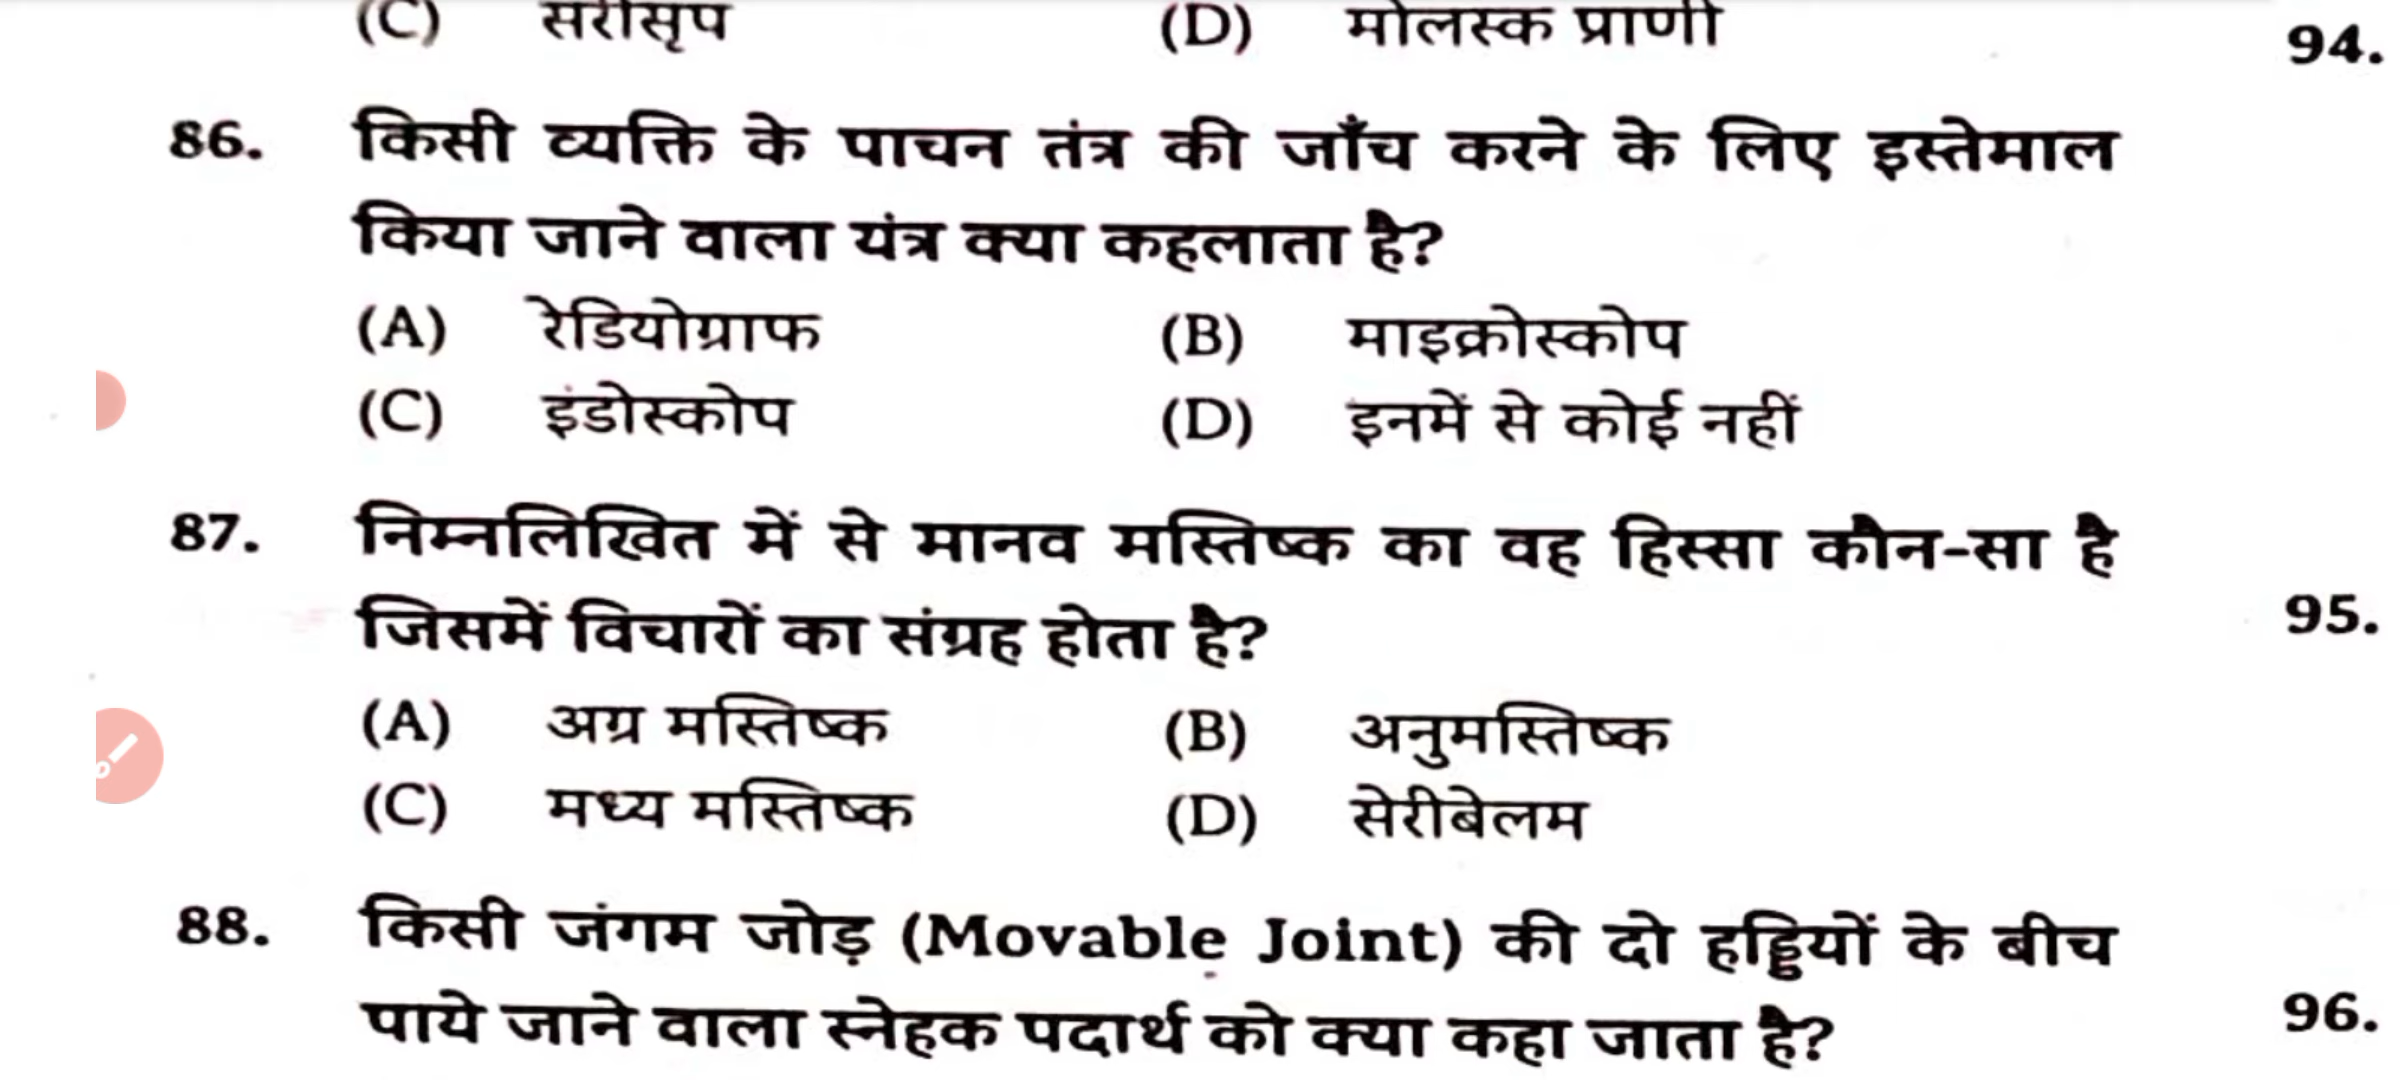 (C) सरीसृप (D) मोलस्क प्राणी
94.
86. किसी व्यक्ति के पाचन तंत्र की जाँच करने के लिए इस्तेमाल
किया जाने वाला यंत्र क्या कहलाता है?
(A) रेडियोग्राफ (B) माइक्रोस्कोप
(C) इंडोस्कोप (D) इनमें से कोई नहीं
87. निम्नलिखित में से मानव मस्तिष्क का वह हिस्सा कौन-सा है
जिसमें विचारों का संग्रह होता है?
95.
(A) अग्र मस्तिष्क (B) अनुमस्तिष्क
(C) मध्य मस्तिष्क (D) सेरीबेलम
88. किसी जंगम जोड़ (Movable Joint) की दो हड्डियों के बीच
पाये जाने वाला स्नेहक पदार्थ को क्या कहा जाता है?
96.